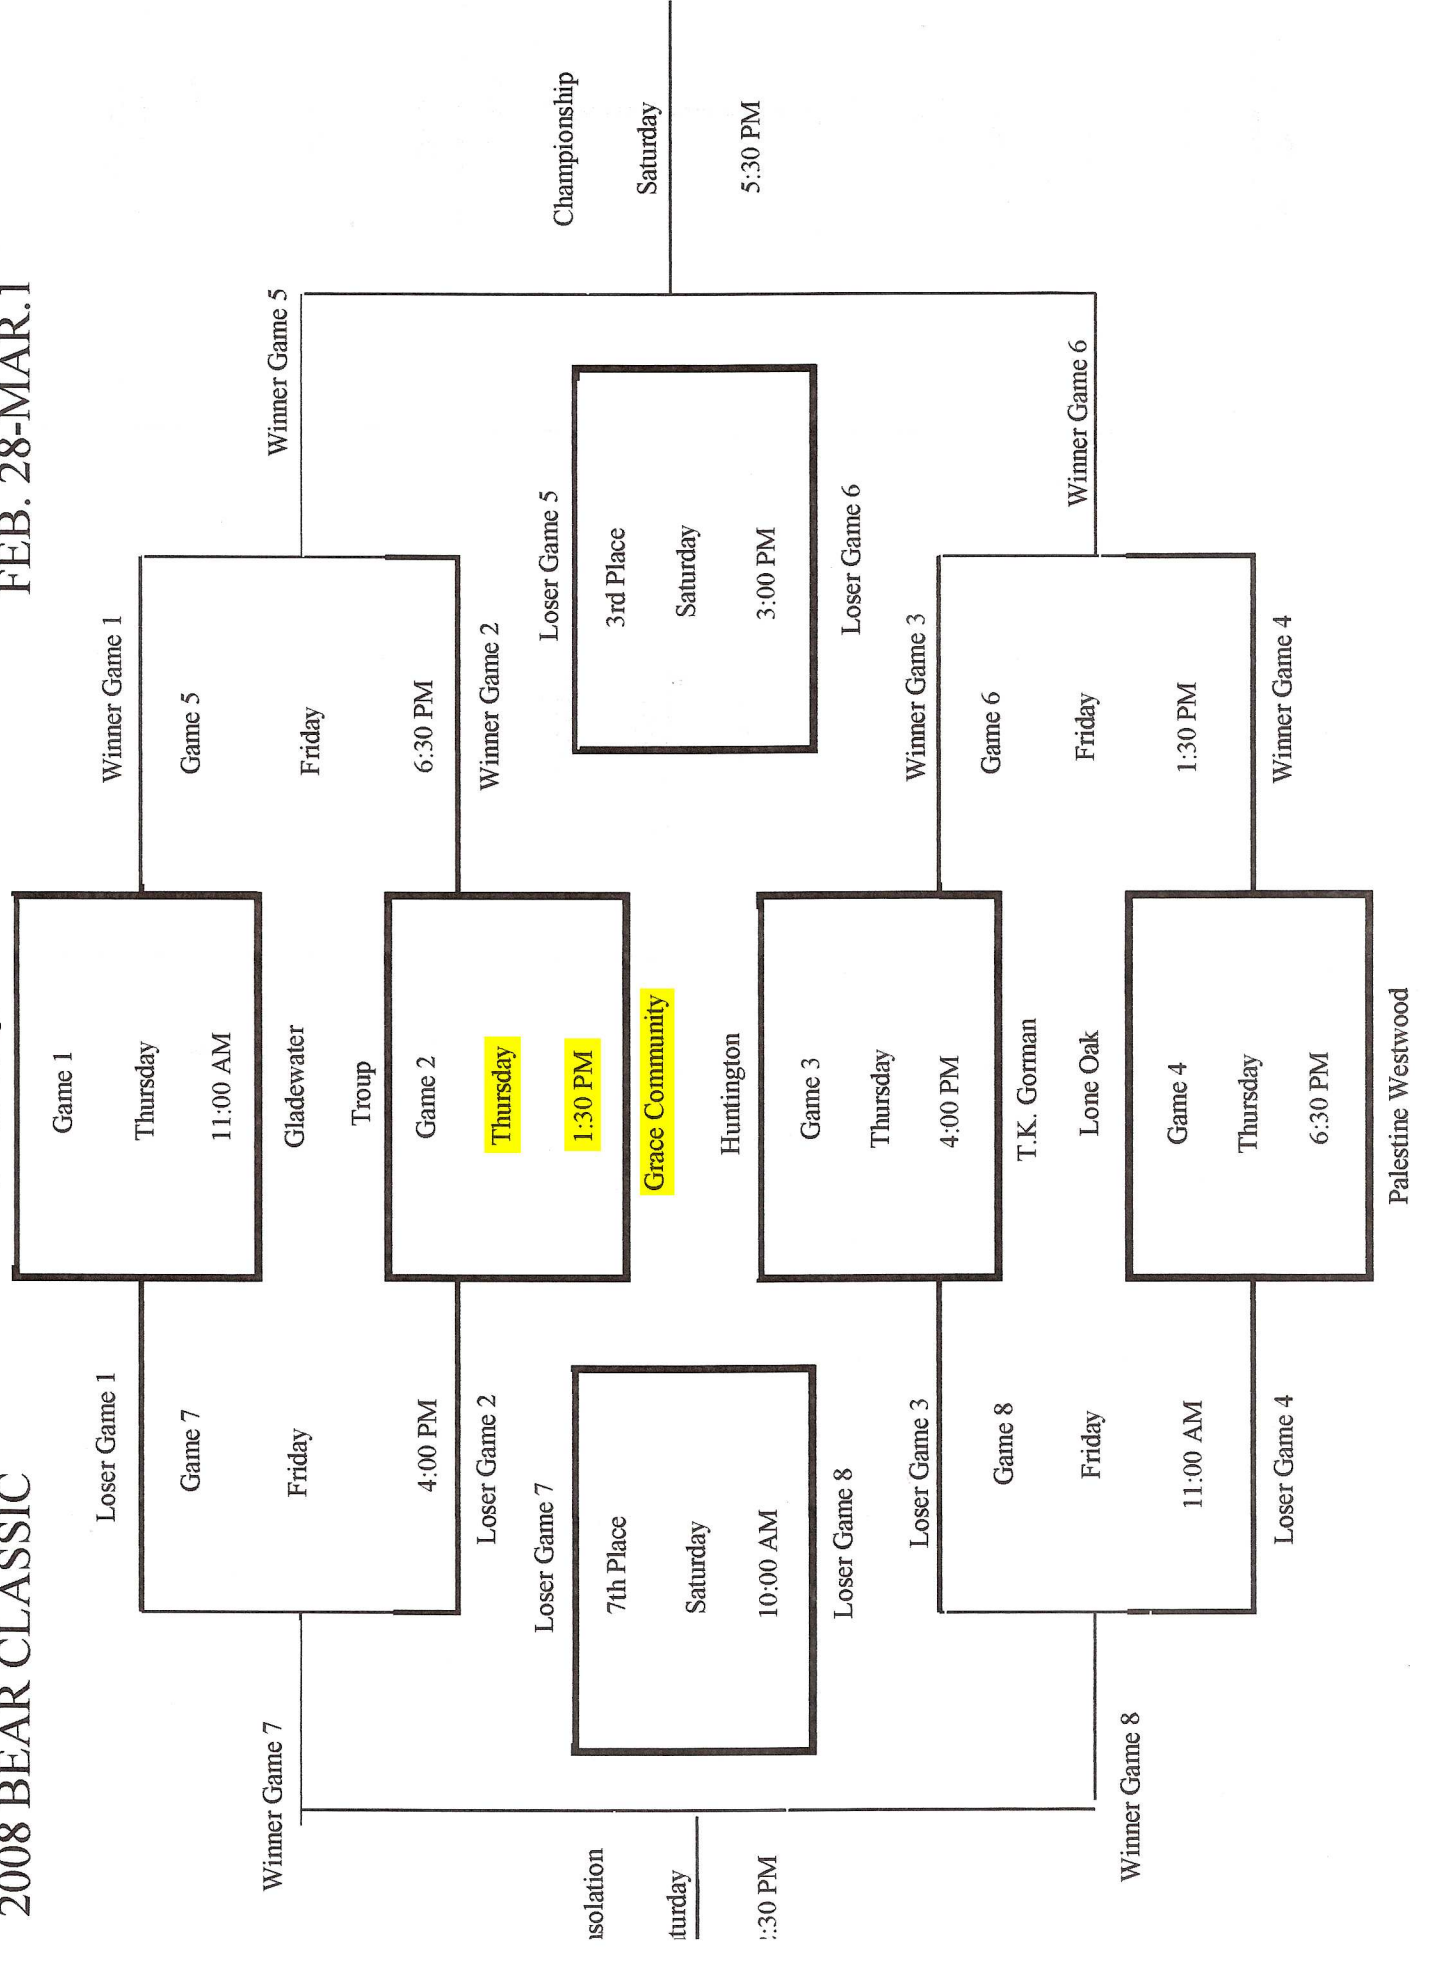 2008 BEAR CLASSIC
FEB. 28-MAR.1
Loser Game 1
Winner Game 1
Game 1
Thursday
11:00 AM
Gladewater
Game 7
Friday
4:00 PM
Game 5
Friday
6:30 PM
Winner Game 7
Winner Game 5
Troup
Game 2
Thursday
1:30 PM
Grace Community
Loser Game 2
Winner Game 2
Loser Game 7
7th Place
Saturday
10:00 AM
Loser Game 8
Loser Game 5
3rd Place
Saturday
3:00 PM
Loser Game 6
nsolation
turday
:30 PM
Championship
Saturday
5:30 PM
Huntington
Game 3
Thursday
4:00 PM
T.K. Gorman
Loser Game 3
Winner Game 3
Game 8
Friday
11:00 AM
Game 6
Friday
1:30 PM
Winner Game 8
Winner Game 6
Lone Oak
Game 4
Thursday
6:30 PM
Palestine Westwood
Loser Game 4
Winner Game 4